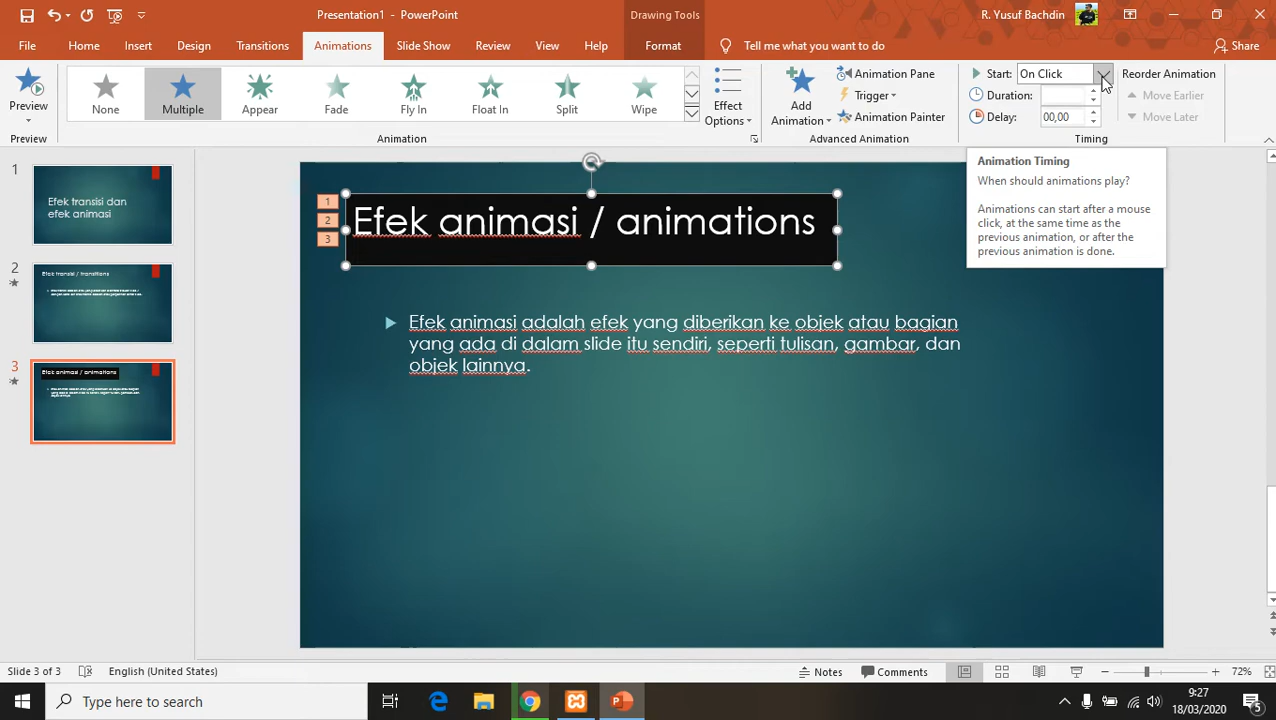 Presentation1 - PowerPoint
Drawing Tools
R. Yusuf Bachdin
File
Home
Insert
Design
Transitions
Animations
Slide Show
Review
View
Help
Format
Tell me what you want to do
Share
Preview
Preview
None
Multiple
Appear
Fade
Fly In
Float In
Split
Wipe
Animation
Effect
Options
Add
Animation
Animation Pane
Trigger
Animation Painter
Advanced Animation
Start:
On Click
Duration:
Delay:
00,00
Reorder Animation
Move Earlier
Move Later
Timing
Animation Timing
When should animations play?
Animations can start after a mouse
click, at the same time as the
previous animation, or after the
previous animation is done.
1
Efek transisi dan
efek animasi
2
Efek transisi / transitions
3
Efek animasi / animations
1
2
3
Efek animasi / animations
Efek animasi adalah efek yang diberikan ke objek atau bagian
yang ada di dalam slide itu sendiri, seperti tulisan, gambar, dan
objek lainnya.
Slide 3 of 3
English (United States)
Notes
Comments
72%
Type here to search
9:27
18/03/2020
5